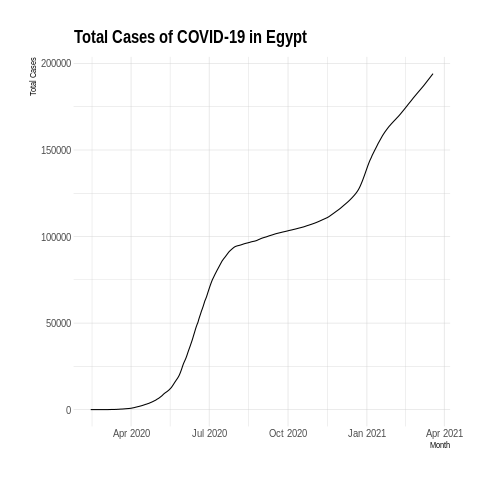 Total Cases of COVID-19 in Egypt
Total Cases
200000
150000
100000
50000
0
Apr 2020 Jul 2020 Oct 2020 Jan 2021 Apr 2021
Month